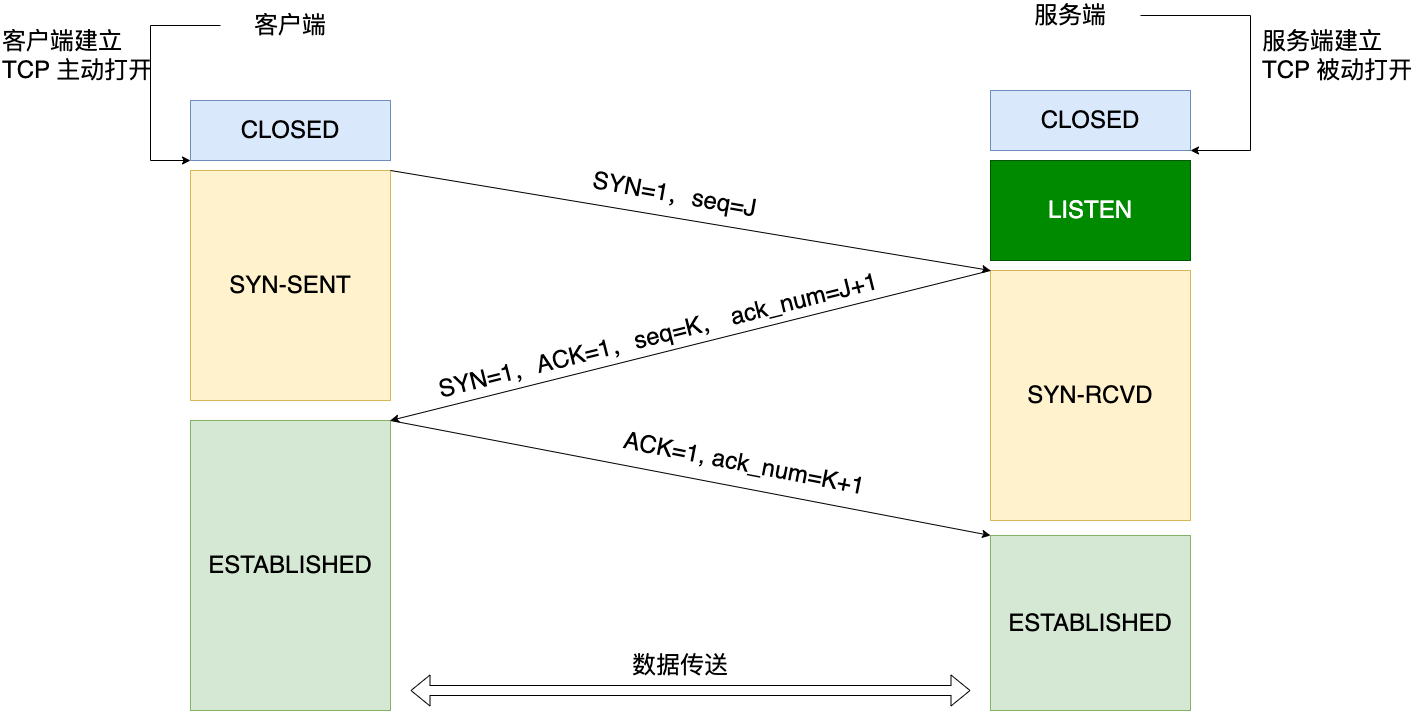 客户端
服务端
客户端建立
TCP 主动打开
服务端建立
TCP 被动打开
CLOSED
CLOSED
SYN=1，seq=J
LISTEN
SYN-SENT
SYN=1，ACK=1，seq=K， ack_num=J+1
SYN-RCVD
ACK=1, ack_num=K+1
ESTABLISHED
ESTABLISHED
数据传送